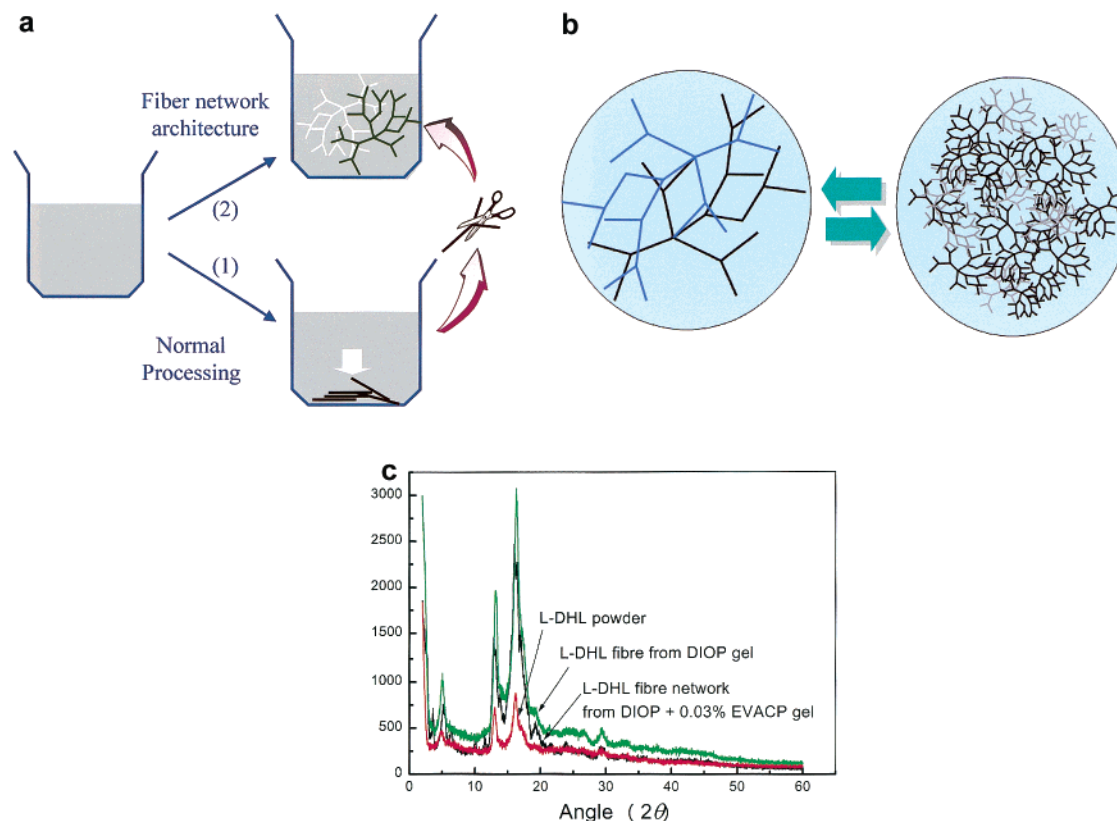 a
Fiber network
architecture
(2)
(1)
Normal
Processing
b
c
3000
2500
2000
1500
1000
500
0
L-DHL powder
L-DHL fibre from DIOP gel
L-DHL fibre network
from DIOP + 0.03% EVACP gel
0 10 20 30 40 50 60
Angle ( 2θ)